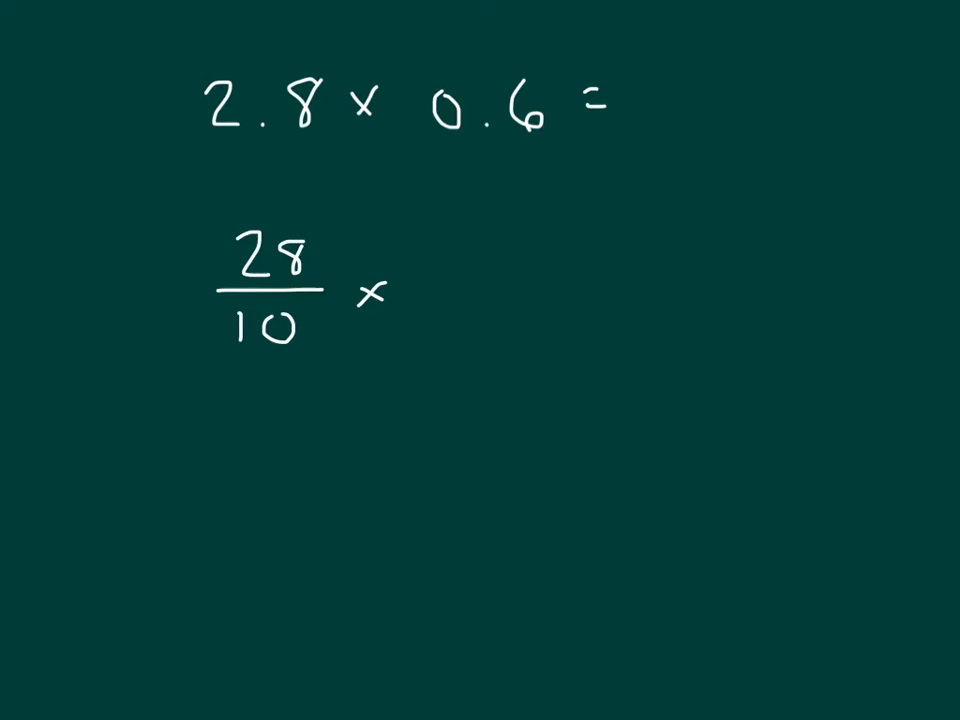 2.8 × 0.6 =
28/10 ×